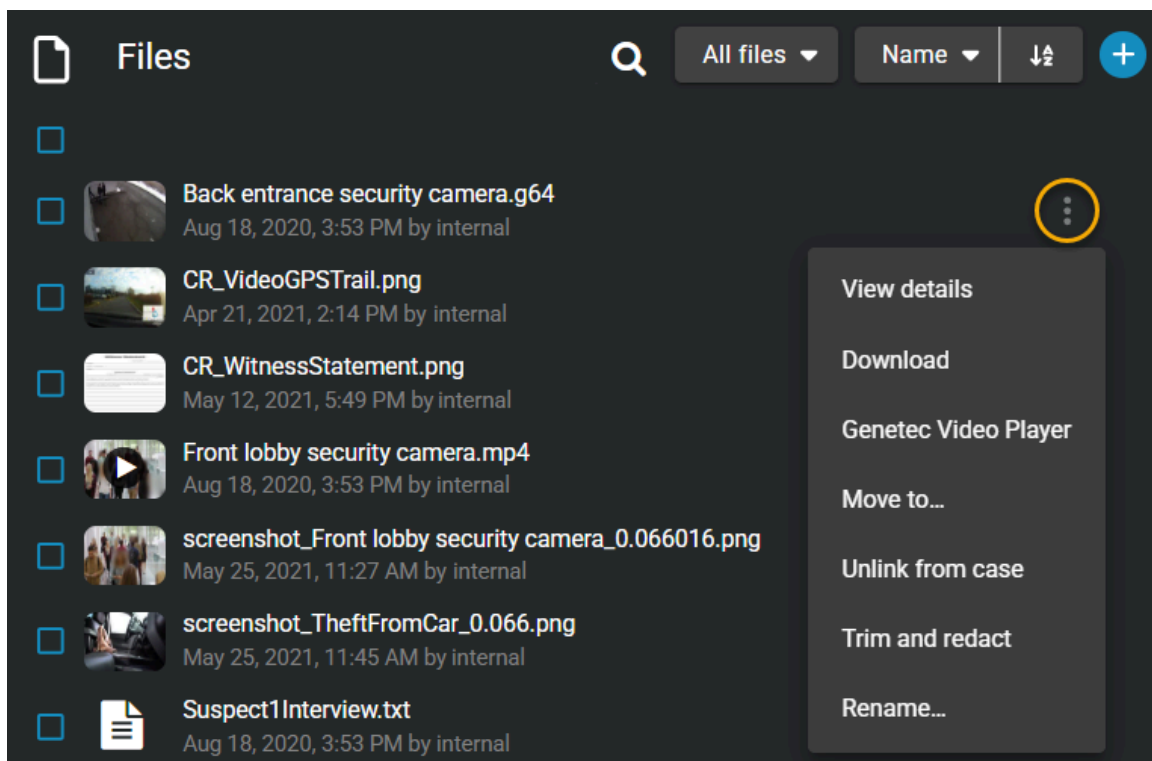 Files
All files
Name
Back entrance security camera.g64
Aug 18, 2020, 3:53 PM by internal
CR_VideoGPSTrail.png
Apr 21, 2021, 2:14 PM by internal
CR_WitnessStatement.png
May 12, 2021, 5:49 PM by internal
Front lobby security camera.mp4
Aug 18, 2020, 3:53 PM by internal
screenshot_Front lobby security camera_0.066016.png
May 25, 2021, 11:27 AM by internal
screenshot_TheftFromCar_0.066.png
May 25, 2021, 11:45 AM by internal
Suspect1Interview.txt
Aug 18, 2020, 3:53 PM by internal
View details
Download
Genetec Video Player
Move to…
Unlink from case
Trim and redact
Rename…